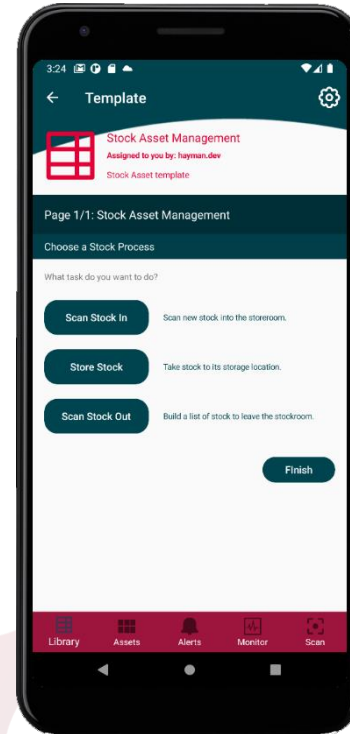 3:24
Template
Stock Asset Management
Assigned to you by: hayman.dev
Stock Asset template
Page 1/1: Stock Asset Management
Choose a Stock Process
What task do you want to do?
Scan Stock In Scan new stock into the storeroom.
Store Stock Take stock to its storage location.
Scan Stock Out Build a list of stock to leave the stockroom.
Finish
Library Assets Alerts Monitor Scan